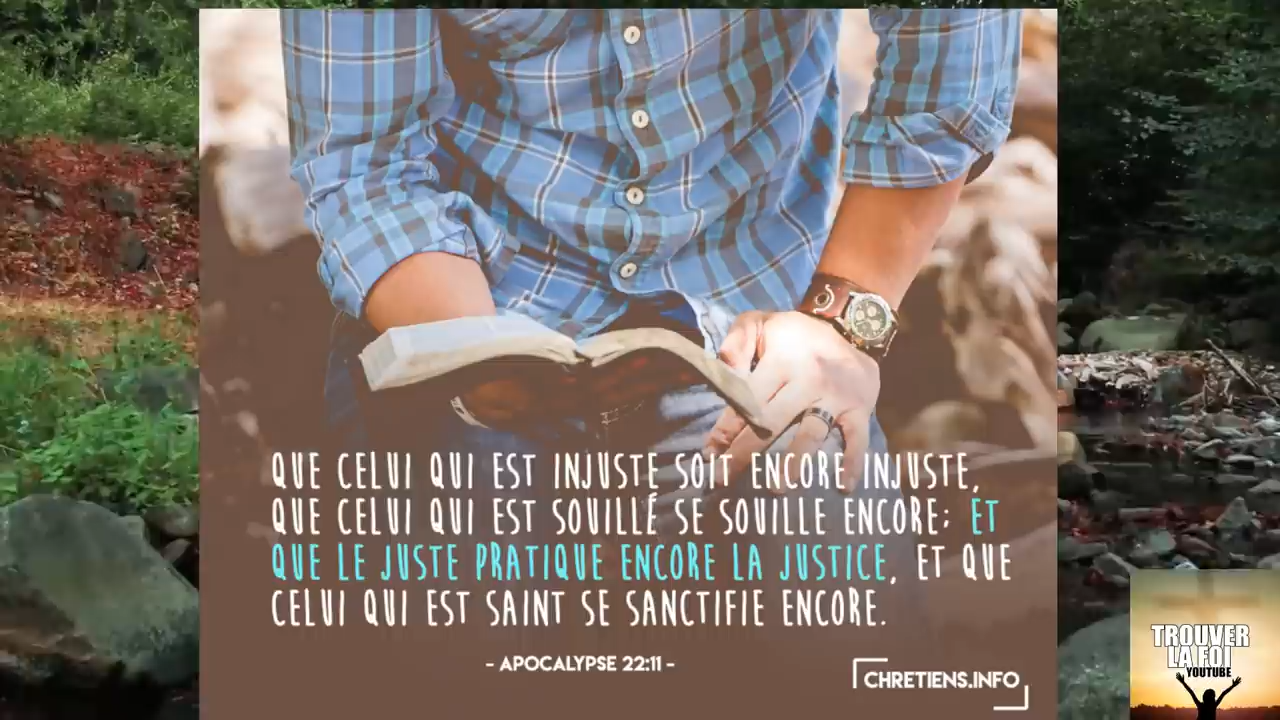 QUE CELUI QUI EST INJUSTE SOIT ENCORE INJUSTE,
QUE CELUI QUI EST SOUILLÉ SE SOUILLE ENCORE; ET
QUE LE JUSTE PRATIQUE ENCORE LA JUSTICE, ET QUE
CELUI QUI EST SAINT SE SANCTIFIE ENCORE.
- APOCALYPSE 22:11 -
CHRETIENS.INFO
TROUVER
LA FOI
YOUTUBE